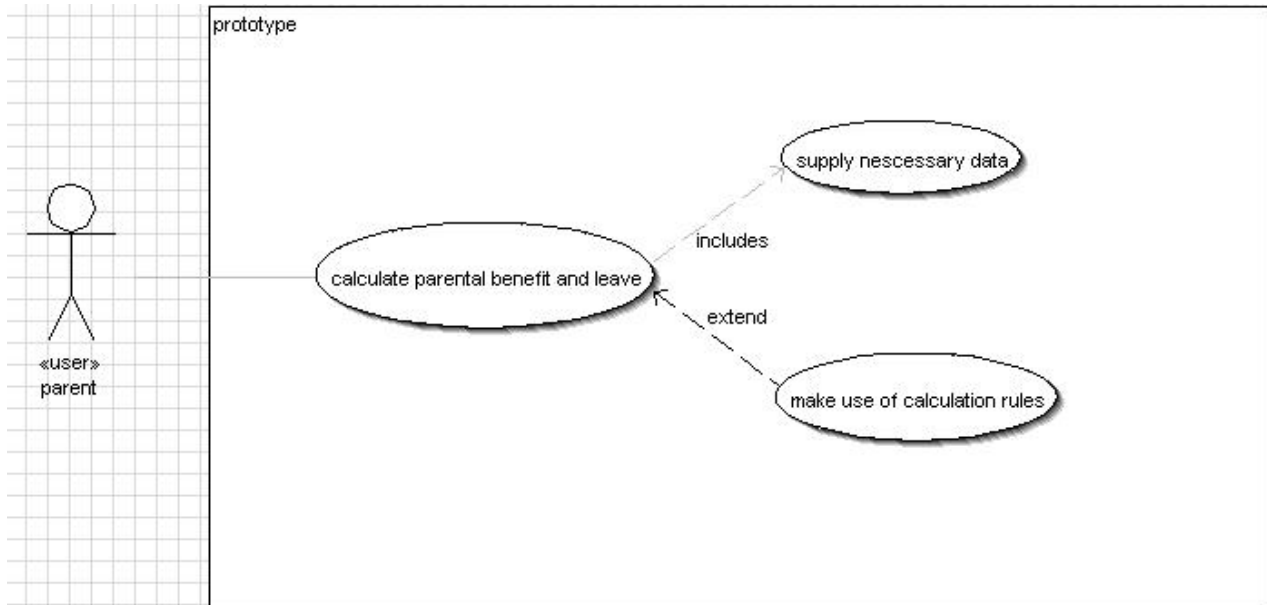 prototype
supply nescessary data
includes
calculate parental benefit and leave
extend
«user»
parent
make use of calculation rules